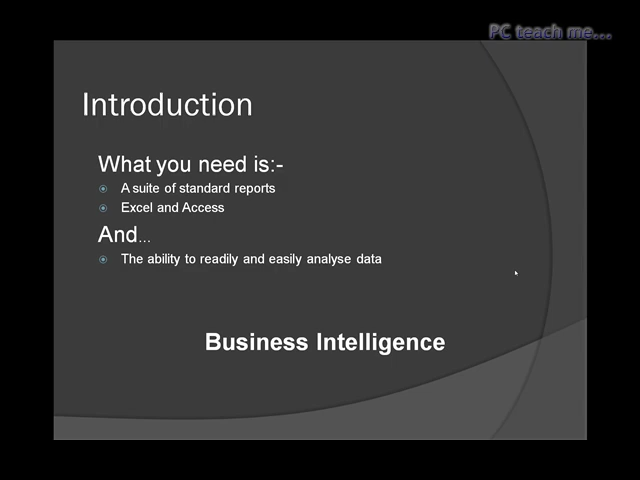 PC teach me...
Introduction
What you need is:-
A suite of standard reports
Excel and Access
And...
The ability to readily and easily analyse data
Business Intelligence